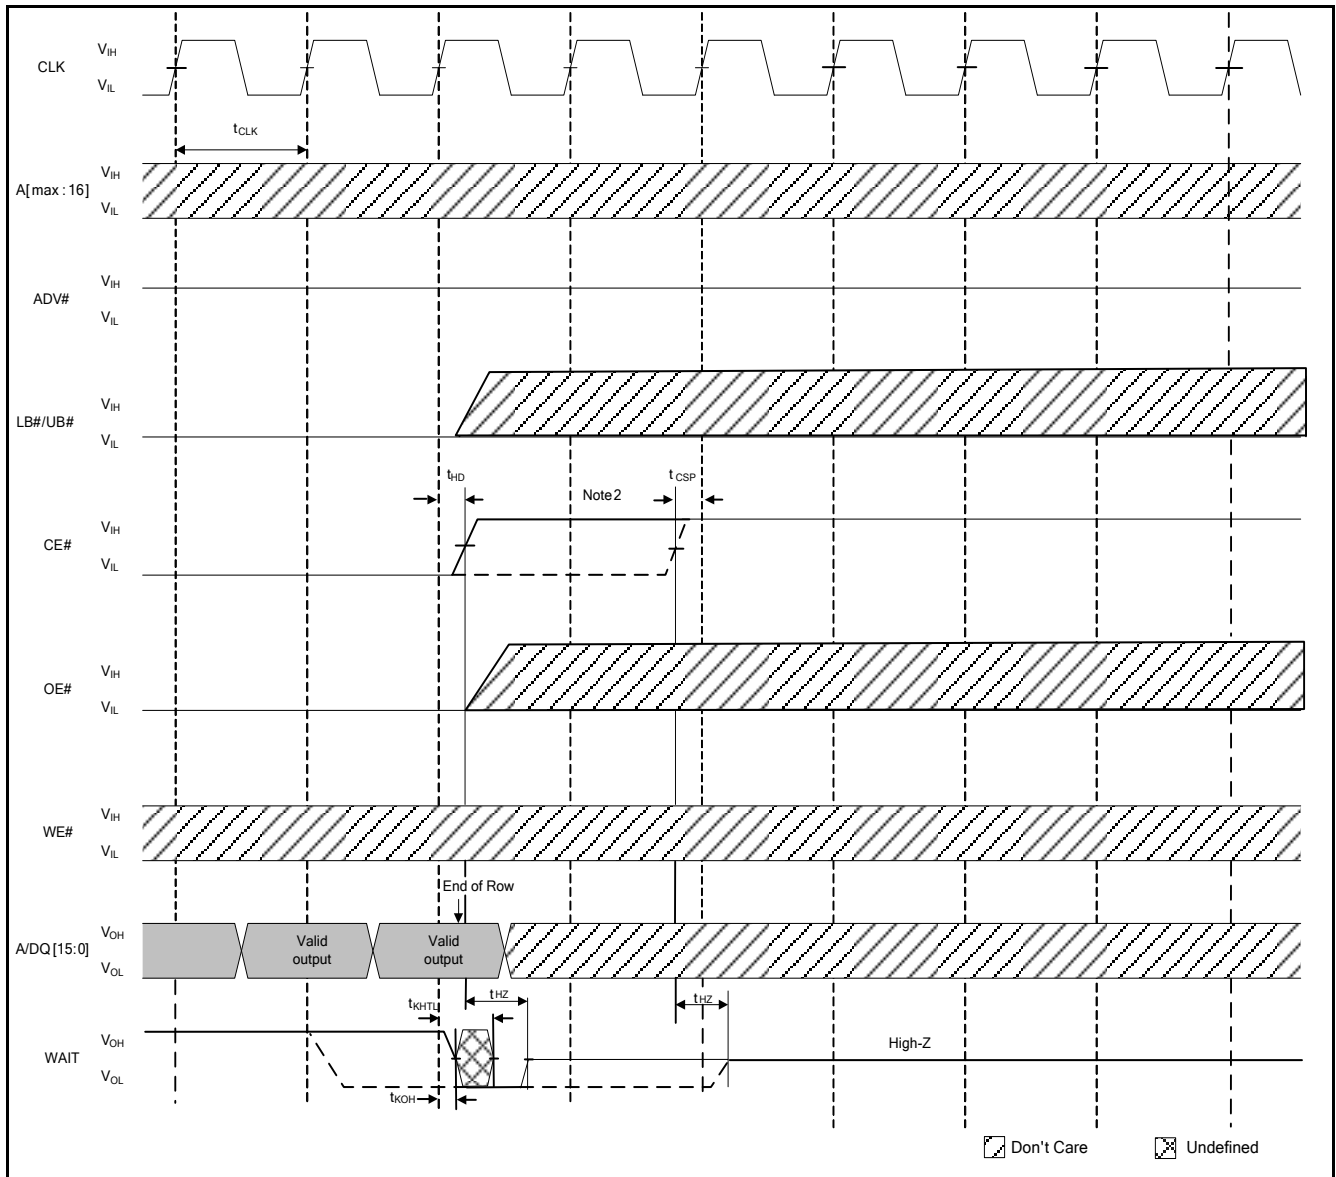 CLK
VIH
VIL
tCLK
A[max : 16]
VIH
VIL
ADV#
VIH
VIL
LB#/UB#
VIH
VIL
tHD
Note 2
tCSP
CE#
VIH
VIL
OE#
VIH
VIL
WE#
VIH
VIL
End of Row
A/DQ[15:0]
VOH
VOL
Valid
output
Valid
output
tKHTL
tHZ
tHZ
WAIT
VOH
VOL
High-Z
tKOH
Don't Care
Undefined